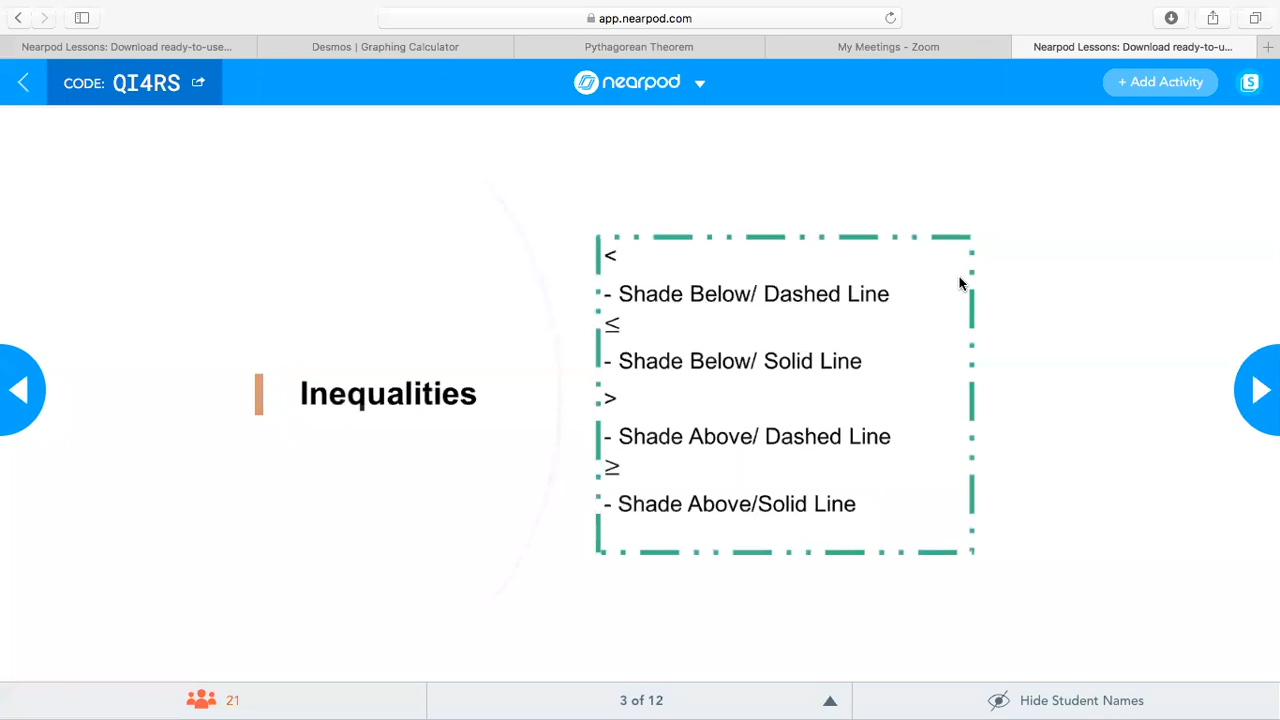 app.nearpod.com
Nearpod Lessons: Download ready-to-use...
Desmos | Graphing Calculator
Pythagorean Theorem
My Meetings – Zoom
Nearpod Lessons: Download ready-to-u...
CODE: QI4RS
nearpod
+ Add Activity
S
Inequalities
<
- Shade Below/ Dashed Line
≤
- Shade Below/ Solid Line
>
- Shade Above/ Dashed Line
≥
- Shade Above/Solid Line
21
3 of 12
Hide Student Names